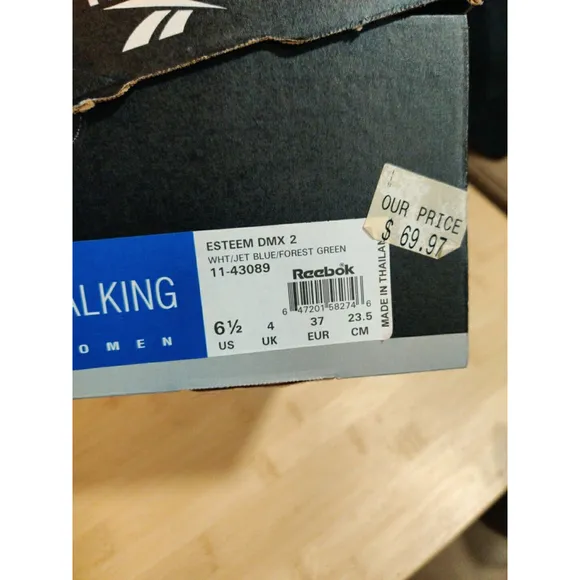 OUR PRICE
$ 69.97
ESTEEM DMX 2
WHT/JET BLUE/FOREST GREEN
11-43089
Reebok
6 47201 58274 6
ALKING
OMEN
6½ 4 37 23.5
US UK EUR CM
MADE IN THAILA